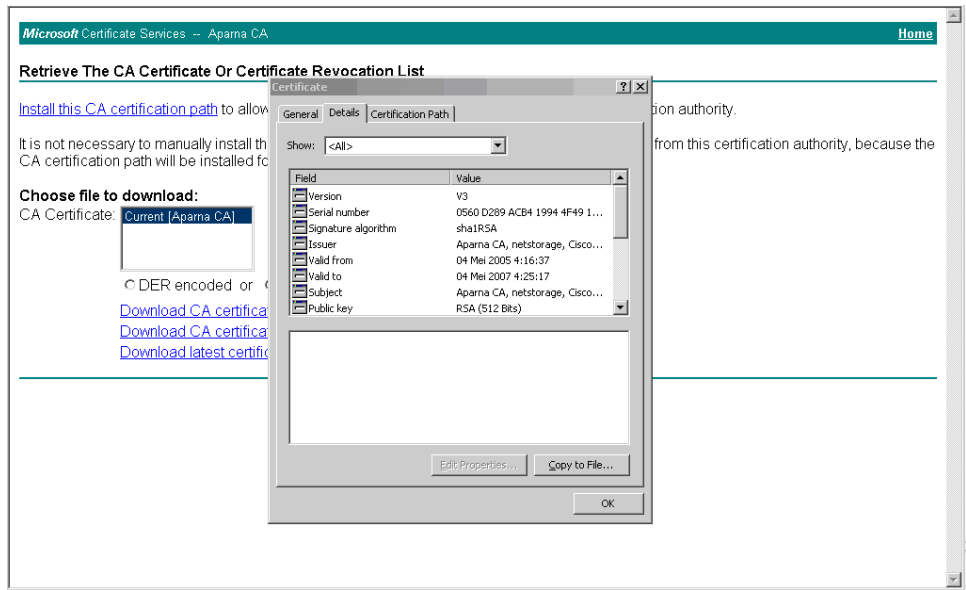 Microsoft Certificate Services -- Aparna CA Home
Retrieve The CA Certificate Or Certificate Revocation List
Install this CA certification path to allow
tion authority.
It is not necessary to manually install th
from this certification authority, because the
CA certification path will be installed fo
Choose file to download:
CA Certificate: Current [Aparna CA]
DER encoded or
Download CA certifica
Download CA certifica
Download latest certific
Certificate
General Details Certification Path
Show: <All>
Field Value
Version V3
Serial number 0560 D289 ACB4 1994 4F49 1...
Signature algorithm sha1RSA
Issuer Aparna CA, netstorage, Cisco...
Valid from 04 Mei 2005 4:16:37
Valid to 04 Mei 2007 4:25:17
Subject Aparna CA, netstorage, Cisco...
Public key RSA (512 Bits)
Edit Properties... Copy to File...
OK